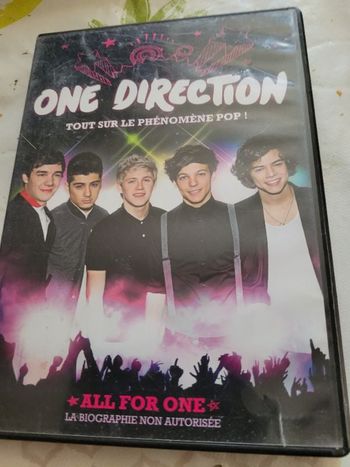 ONE DIRECTION
TOUT SUR LE PHÉNOMÈNE POP !
ALL FOR ONE
LA BIOGRAPHIE NON AUTORISÉE